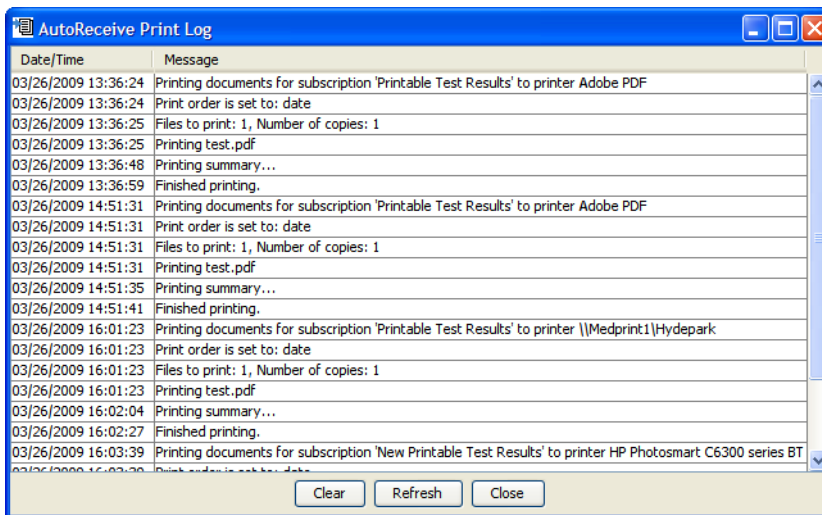 AutoReceive Print Log
Date/Time Message
03/26/2009 13:36:24 Printing documents for subscription 'Printable Test Results' to printer Adobe PDF
03/26/2009 13:36:24 Print order is set to: date
03/26/2009 13:36:25 Files to print: 1, Number of copies: 1
03/26/2009 13:36:25 Printing test.pdf
03/26/2009 13:36:48 Printing summary...
03/26/2009 13:36:59 Finished printing.
03/26/2009 14:51:31 Printing documents for subscription 'Printable Test Results' to printer Adobe PDF
03/26/2009 14:51:31 Print order is set to: date
03/26/2009 14:51:31 Files to print: 1, Number of copies: 1
03/26/2009 14:51:31 Printing test.pdf
03/26/2009 14:51:35 Printing summary...
03/26/2009 14:51:41 Finished printing.
03/26/2009 16:01:23 Printing documents for subscription 'Printable Test Results' to printer \\Medprint1\Hydepark
03/26/2009 16:01:23 Print order is set to: date
03/26/2009 16:01:23 Files to print: 1, Number of copies: 1
03/26/2009 16:01:23 Printing test.pdf
03/26/2009 16:02:04 Printing summary...
03/26/2009 16:02:27 Finished printing.
03/26/2009 16:03:39 Printing documents for subscription 'New Printable Test Results' to printer HP Photosmart C6300 series BT
03/26/2009 16:03:39 Print order is set to: date
Clear Refresh Close